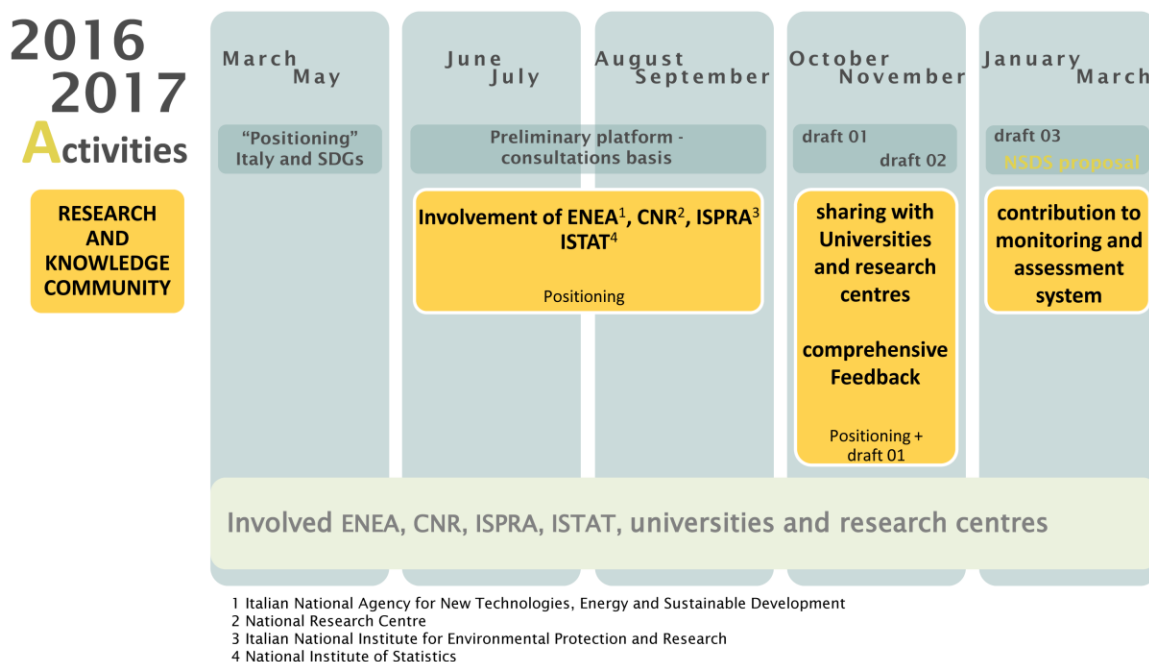 2016
2017
Activities
March
May
June
July
August
September
October
November
January
March
“Positioning”
Italy and SDGs
Preliminary platform -
consultations basis
draft 01
draft 02
draft 03
NSDS proposal
RESEARCH
AND
KNOWLEDGE
COMMUNITY
Involvement of ENEA¹, CNR², ISPRA³
ISTAT⁴
Positioning
sharing with
Universities
and research
centres
comprehensive
Feedback
Positioning +
draft 01
contribution to
monitoring and
assessment
system
Involved ENEA, CNR, ISPRA, ISTAT, universities and research centres
1 Italian National Agency for New Technologies, Energy and Sustainable Development
2 National Research Centre
3 Italian National Institute for Environmental Protection and Research
4 National Institute of Statistics